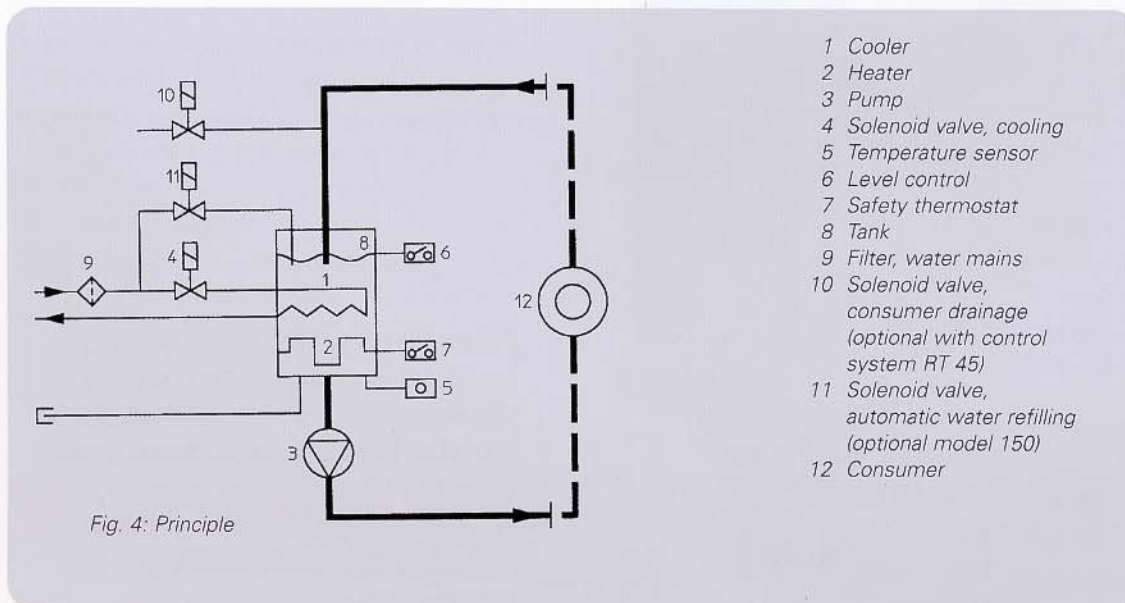 10
11
4
9
8
6
1
12
2
7
5
3
Fig. 4: Principle
1 Cooler
2 Heater
3 Pump
4 Solenoid valve, cooling
5 Temperature sensor
6 Level control
7 Safety thermostat
8 Tank
9 Filter, water mains
10 Solenoid valve,
consumer drainage
(optional with control
system RT 45)
11 Solenoid valve,
automatic water refilling
(optional model 150)
12 Consumer